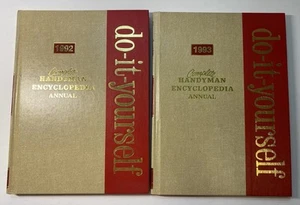 1992
Complete
HANDYMAN
ENCYCLOPEDIA
ANNUAL
do-it-yourself
1993
Complete
HANDYMAN
ENCYCLOPEDIA
ANNUAL
do-it-yourself